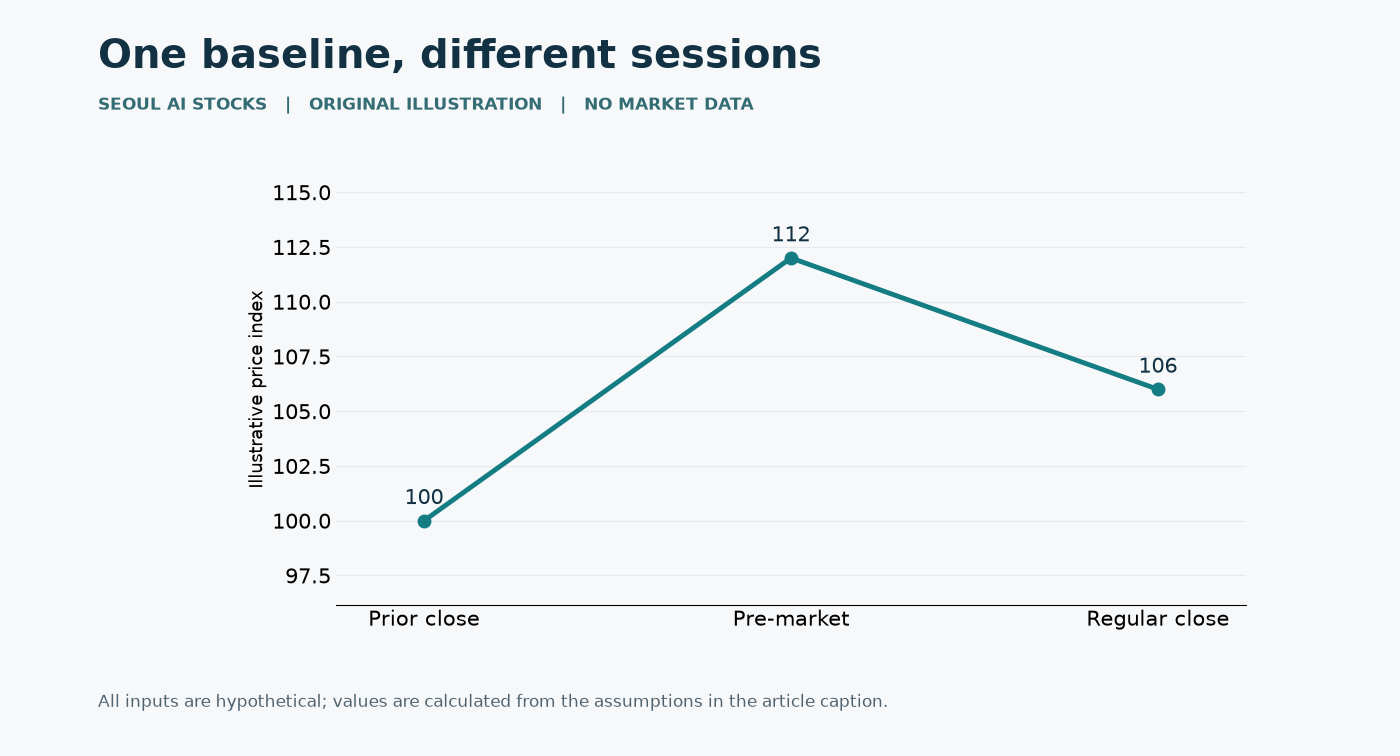 One baseline, different sessions
SEOUL AI STOCKS | ORIGINAL ILLUSTRATION | NO MARKET DATA
Illustrative price index
115.0
112.5
110.0
107.5
105.0
102.5
100.0
97.5
100
112
106
Prior close
Pre-market
Regular close
All inputs are hypothetical; values are calculated from the assumptions in the article caption.